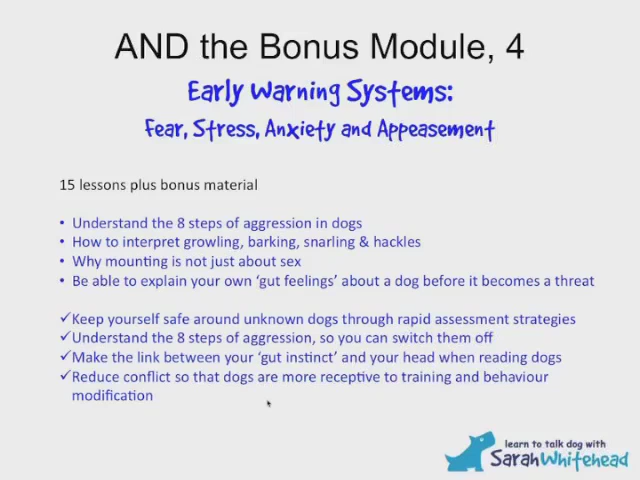 AND the Bonus Module, 4
Early Warning Systems:
Fear, Stress, Anxiety and Appeasement
15 lessons plus bonus material
• Understand the 8 steps of aggression in dogs
• How to interpret growling, barking, snarling & hackles
• Why mounting is not just about sex
• Be able to explain your own ‘gut feelings’ about a dog before it becomes a threat
✓Keep yourself safe around unknown dogs through rapid assessment strategies
✓Understand the 8 steps of aggression, so you can switch them off
✓Make the link between your ‘gut instinct’ and your head when reading dogs
✓Reduce conflict so that dogs are more receptive to training and behaviour
modification
learn to talk dog with
SarahWhitehead